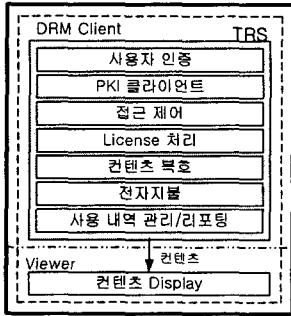 DRM Client
TRS
사용자 인증
PKI 클라이언트
접근 제어
License 처리
컨텐츠 복호
전자지불
사용 내역 관리/리포팅
컨텐츠
Viewer
컨텐츠 Display